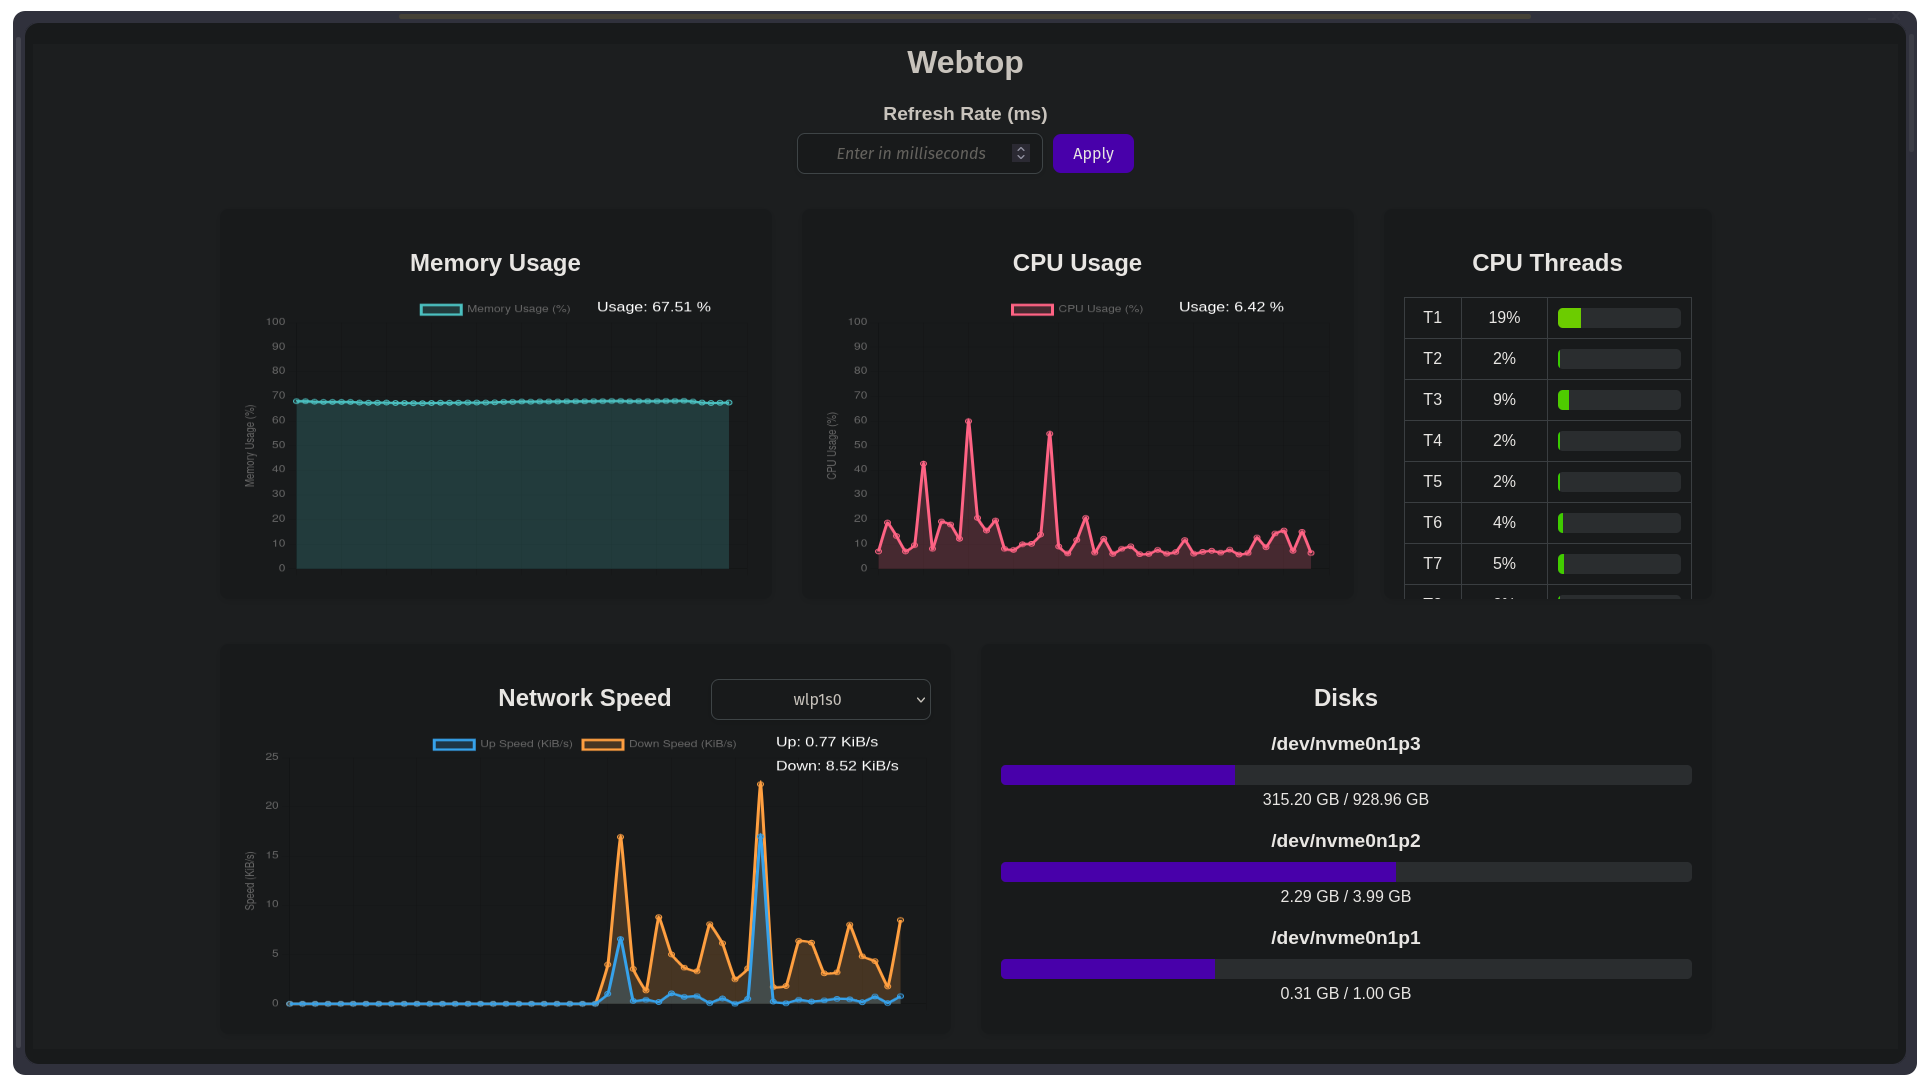 Webtop
Refresh Rate (ms)
Enter in milliseconds
Apply
Memory Usage
Memory Usage (%)
Usage: 67.51 %
100
90
80
70
60
50
40
30
20
10
0
Memory Usage (%)
CPU Usage
CPU Usage (%)
Usage: 6.42 %
100
90
80
70
60
50
40
30
20
10
0
CPU Usage (%)
CPU Threads
T1 19%
T2 2%
T3 9%
T4 2%
T5 2%
T6 4%
T7 5%
Network Speed
wlp1s0
Up Speed (KiB/s) Down Speed (KiB/s)
Up: 0.77 KiB/s
Down: 8.52 KiB/s
25
20
15
10
5
0
Speed (KiB/s)
Disks
/dev/nvme0n1p3
315.20 GB / 928.96 GB
/dev/nvme0n1p2
2.29 GB / 3.99 GB
/dev/nvme0n1p1
0.31 GB / 1.00 GB